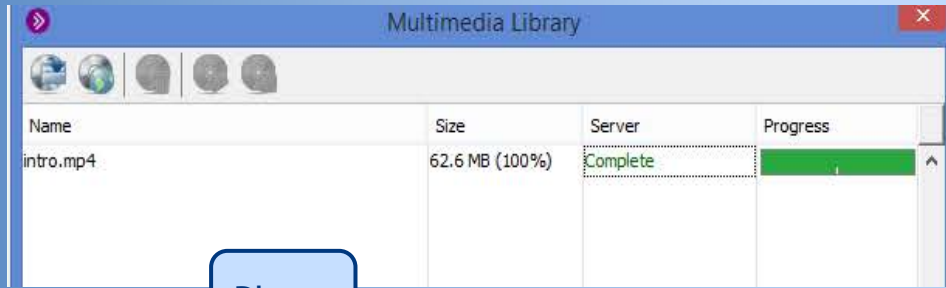 Multimedia Library
Name Size Server Progress
intro.mp4 62.6 MB (100%) Complete